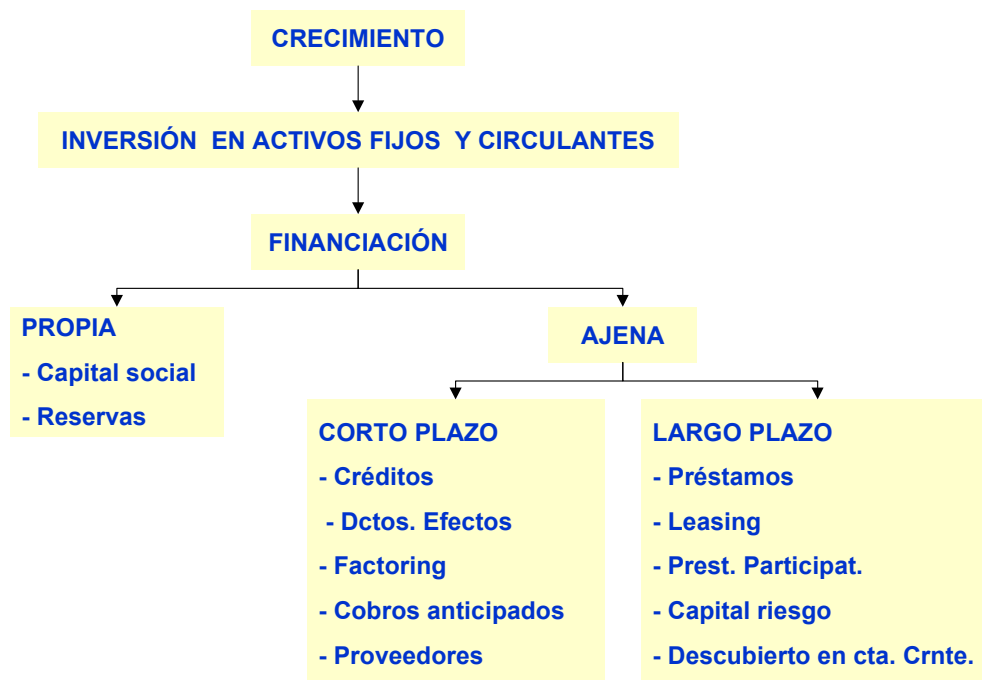 CRECIMIENTO
INVERSIÓN EN ACTIVOS FIJOS Y CIRCULANTES
FINANCIACIÓN
PROPIA
- Capital social
- Reservas
AJENA
CORTO PLAZO
- Créditos
- Dctos. Efectos
- Factoring
- Cobros anticipados
- Proveedores
LARGO PLAZO
- Préstamos
- Leasing
- Prest. Participat.
- Capital riesgo
- Descubierto en cta. Crnte.